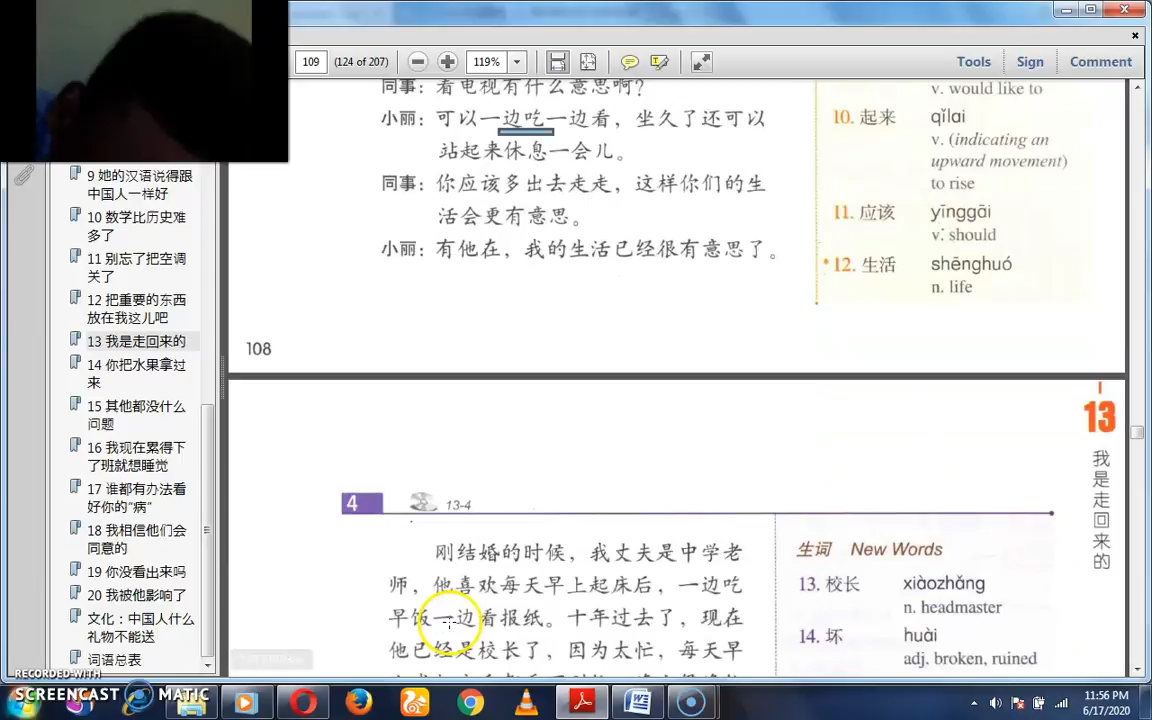 109
(124 of 207)
119%
Tools
Sign
Comment
9 她的汉语说得跟
中国人一样好
10 数学比历史难
多了
11 别忘了把空调
关了
12 把重要的东西
放在我这儿吧
13 我是走回来的
14 你把水果拿过
来
15 其他都没什么
问题
16 我现在累得下
了班就想睡觉
17 谁都有办法看
好你的“病”
18 我相信他们会
同意的
19 你没看出来吗
20 我被他影响了
文化：中国人什么
礼物不能送
词语总表
同事：看电视有什么意思啊？
小丽：可以一边吃一边看，坐久了还可以
站起来休息一会儿。
同事：你应该多出去走走，这样你们的生
活会更有意思。
小丽：有他在，我的生活已经很有意思了。
v. would like to
10. 起来
qǐlai
v. (indicating an
upward movement)
to rise
11. 应该
yīnggāi
v. should
*12. 生活
shēnghuó
n. life
108
13
我是走回来的
4
13-4
刚结婚的时候，我丈夫是中学老
师，他喜欢每天早上起床后，一边吃
早饭一边看报纸。十年过去了，现在
他已经是校长了，因为太忙，每天早
生词 New Words
13. 校长
xiàozhǎng
n. headmaster
14. 坏
huài
adj. broken, ruined
RECORDED WITH
SCREENCAST MATIC
11:56 PM
6/17/2020